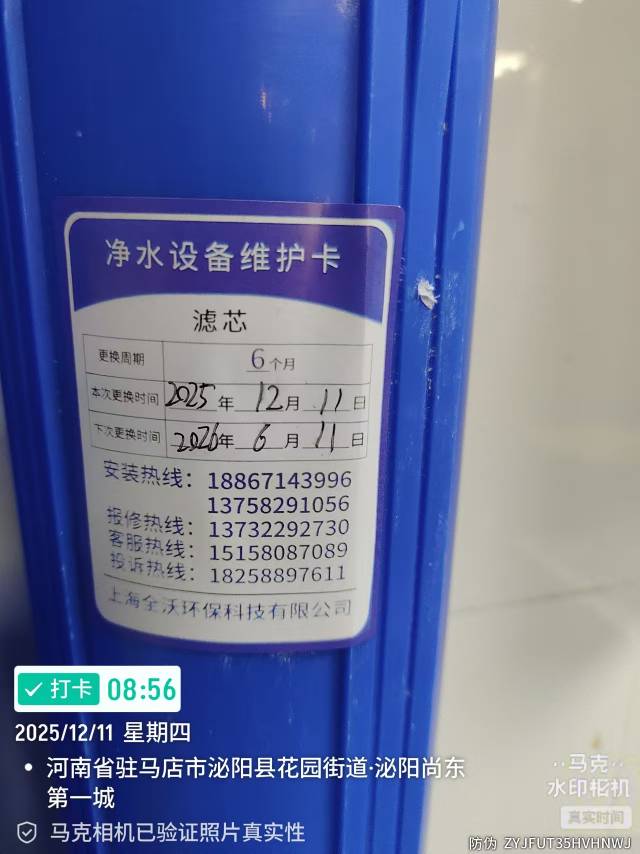 净水设备维护卡
滤芯
更换周期 6个月
本次更换时间 2025年 12月 11日
下次更换时间 2026年 6月 11日
安装热线：18867143996
13758291056
报修热线：13732292730
客服热线：15158087089
投诉热线：18258897611
上海全沃环保科技有限公司
打卡 08:56
2025/12/11 星期四
河南省驻马店市泌阳县花园街道·泌阳尚东
第一城
马克相机已验证照片真实性
马克
水印相机
真实时间
防伪 ZYJFUT35HVHNWJ